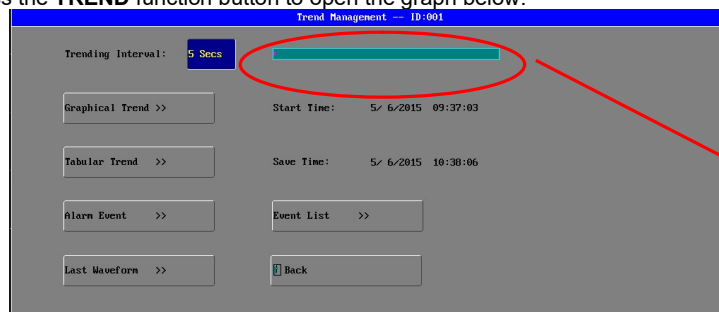 s the TREND function button to open the graph below:
Trend Management -- ID:001
Trending Interval: 5 Secs
Graphical Trend >> Start Time: 5/ 6/2015 09:37:03
Tabular Trend >> Save Time: 5/ 6/2015 10:38:06
Alarm Event >> Event List >>
Last Waveform >> Back